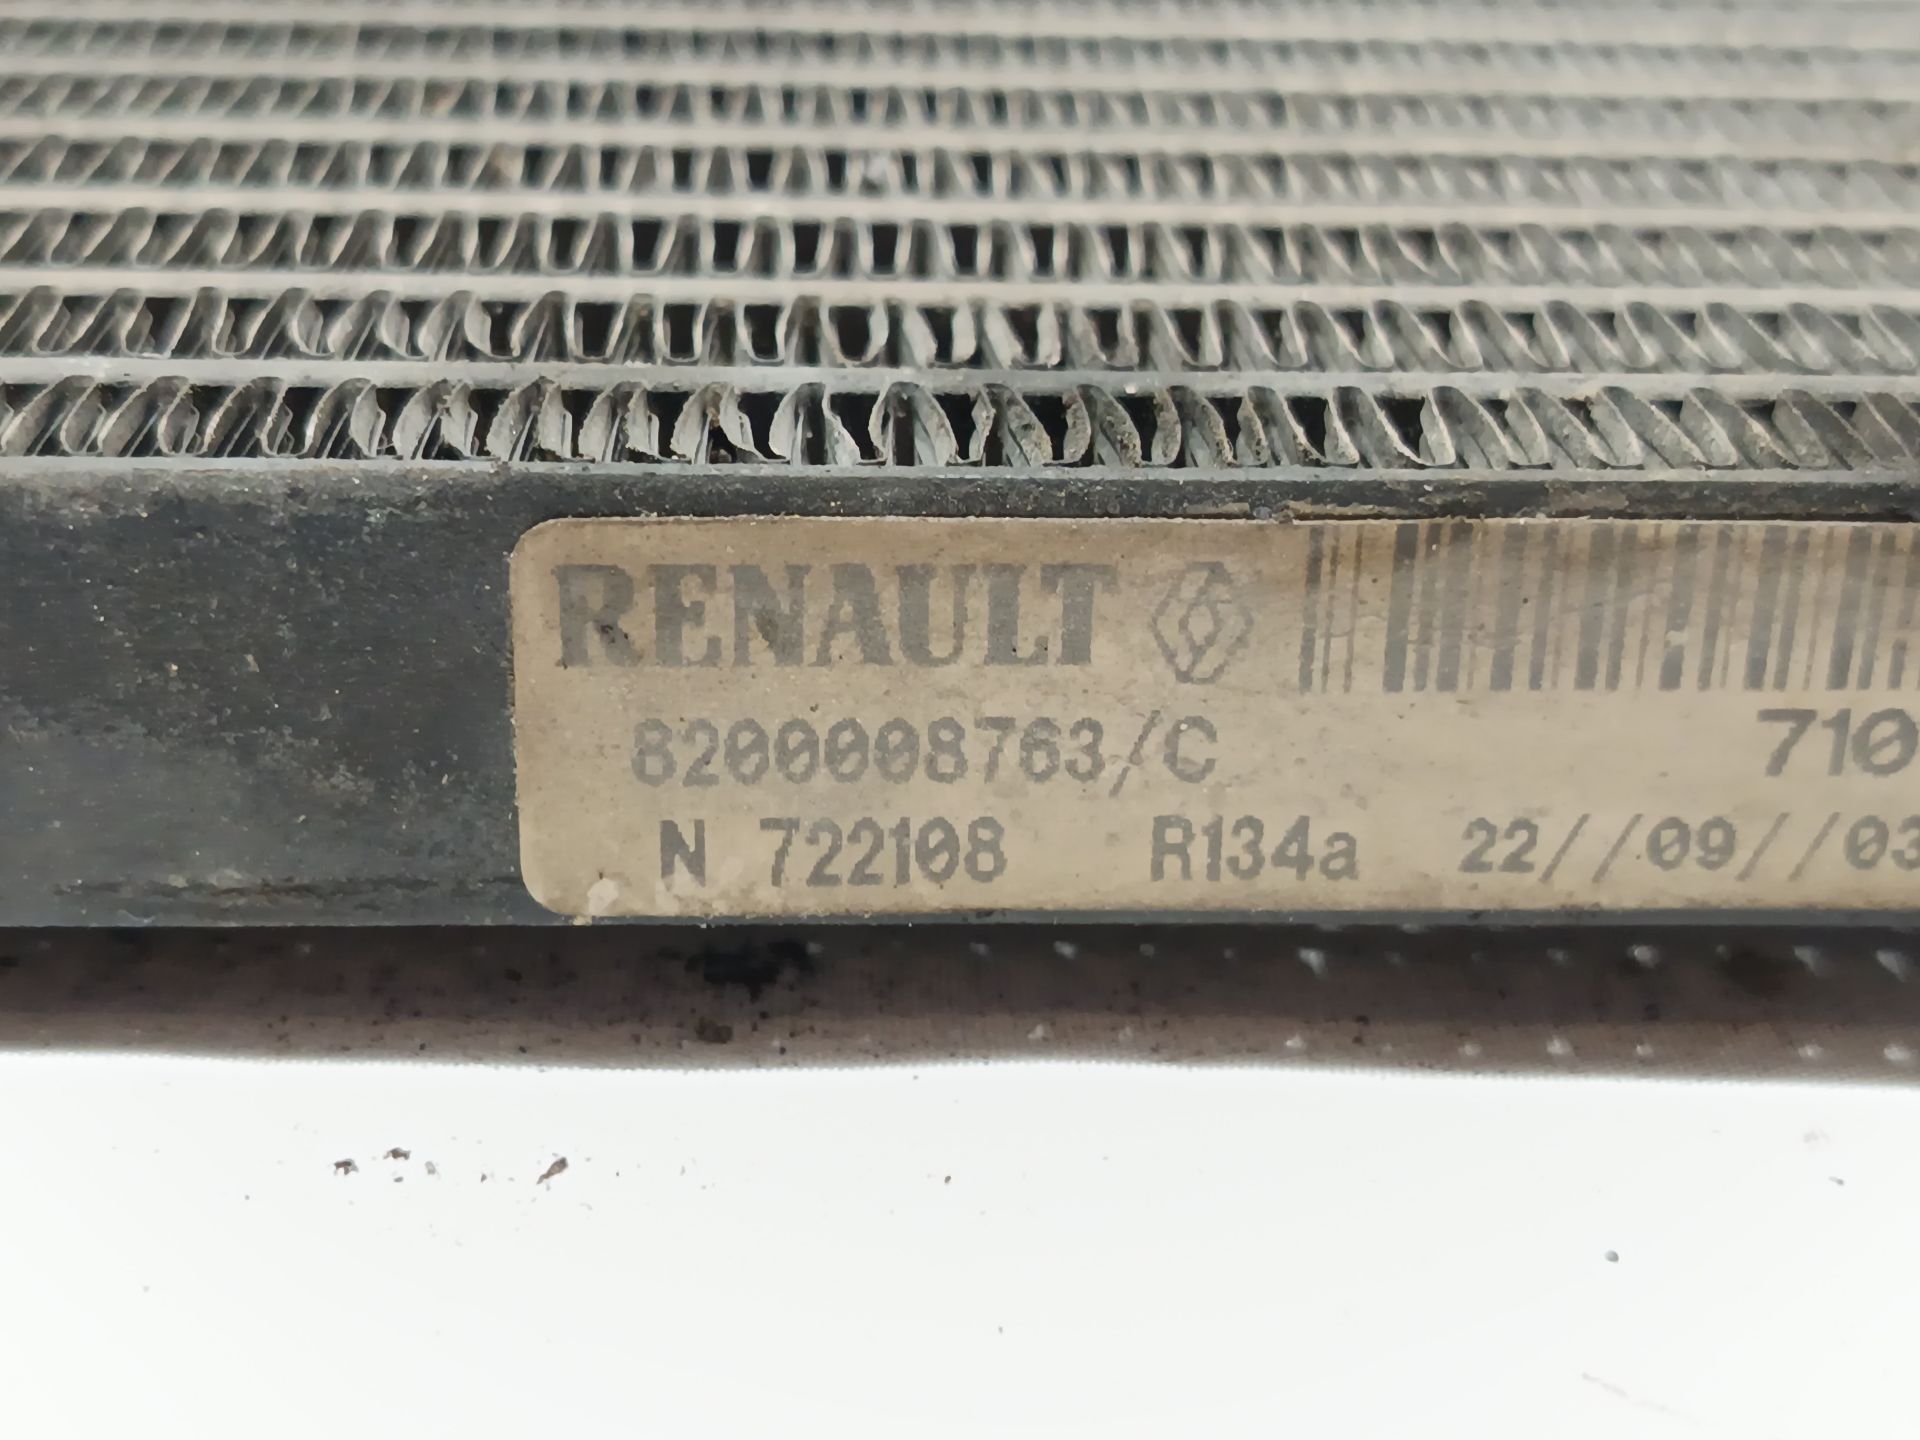 RENAULT
8200008763/C 710
N 722108 R134a 22//09//03